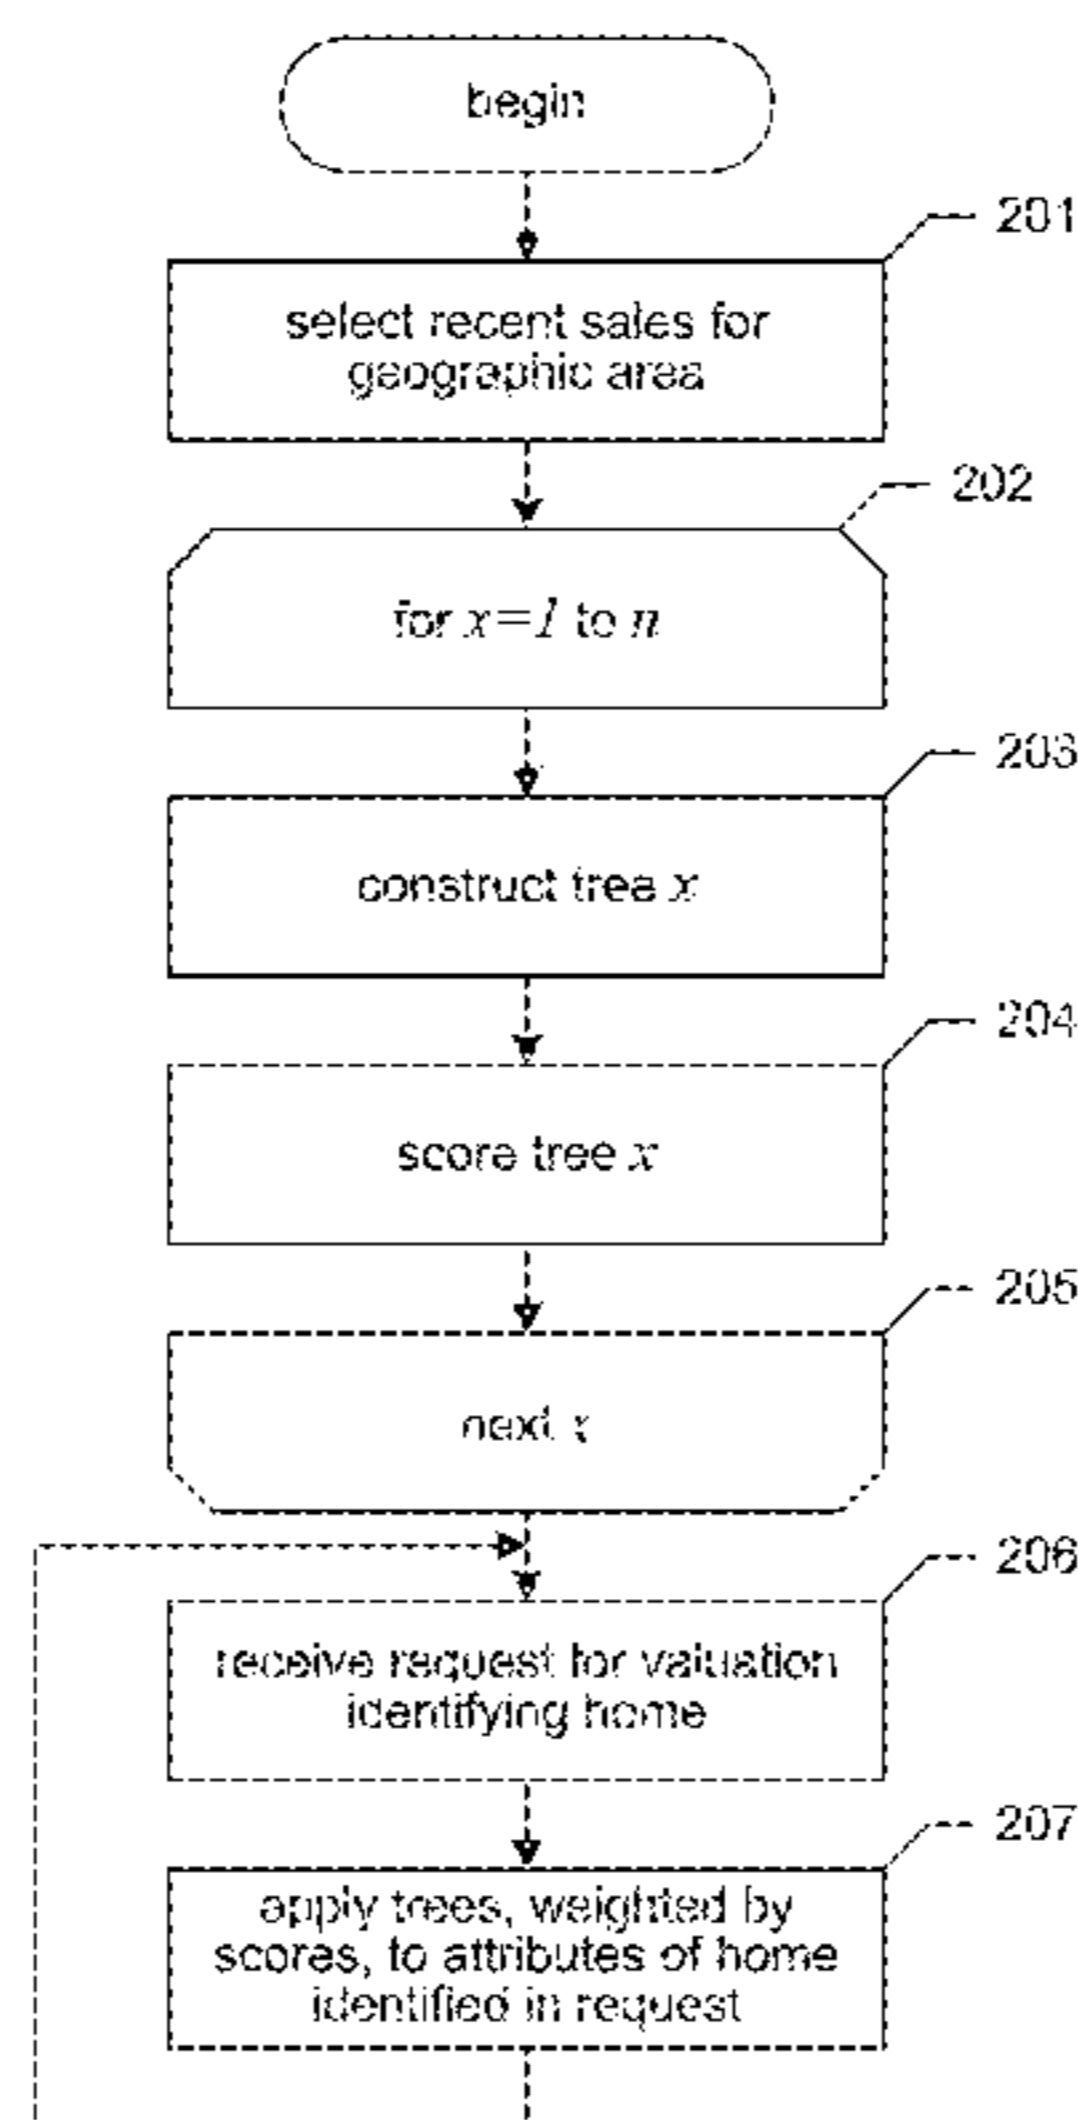 begin
201
select recent sales for
geographic area
202
for x=1 to n
203
construct tree x
204
score tree x
205
next x
206
receive request for valuation
identifying home
207
apply trees, weighted by
scores, to attributes of home
identified in request